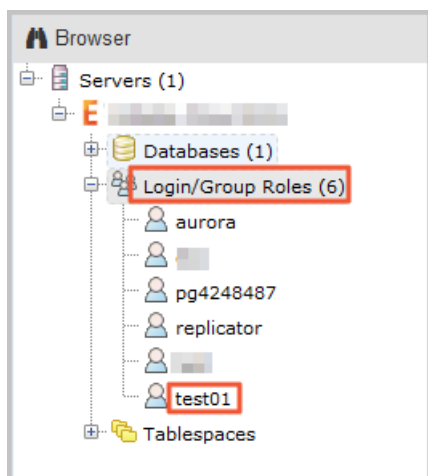 Browser
Servers (1)
E
Databases (1)
Login/Group Roles (6)
aurora
pg4248487
replicator
test01
Tablespaces